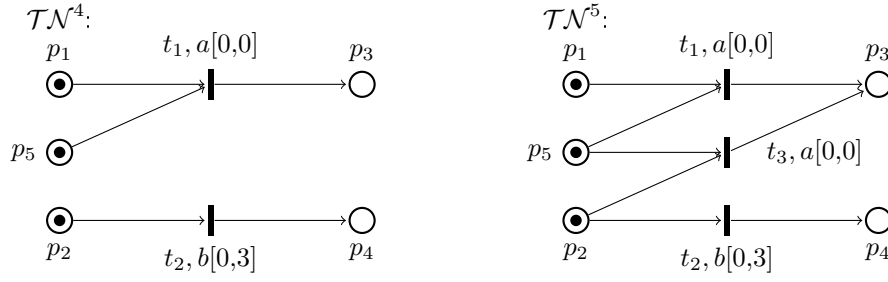 𝒯𝒩⁴:
p₁
t₁, a[0,0]
p₃
p₅
p₂
t₂, b[0,3]
p₄
𝒯𝒩⁵:
p₁
t₁, a[0,0]
p₃
p₅
t₃, a[0,0]
p₂
t₂, b[0,3]
p₄